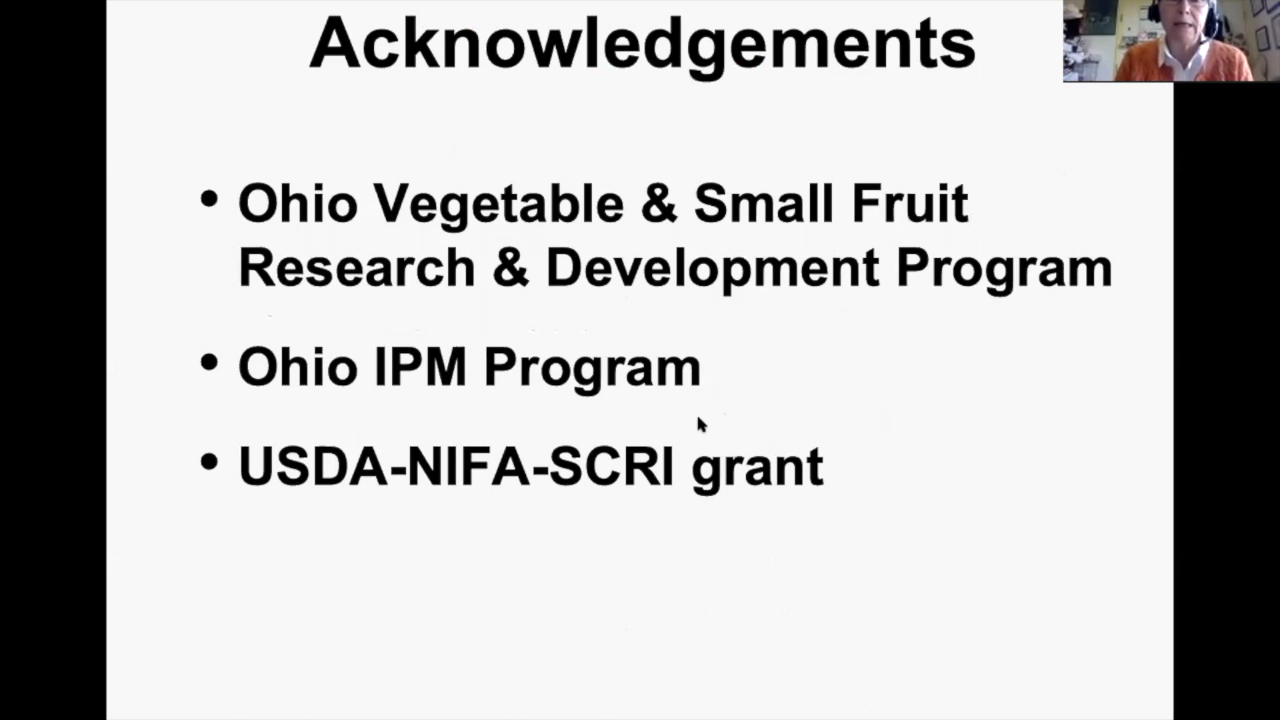 Acknowledgements
• Ohio Vegetable & Small Fruit
Research & Development Program
• Ohio IPM Program
• USDA-NIFA-SCRI grant